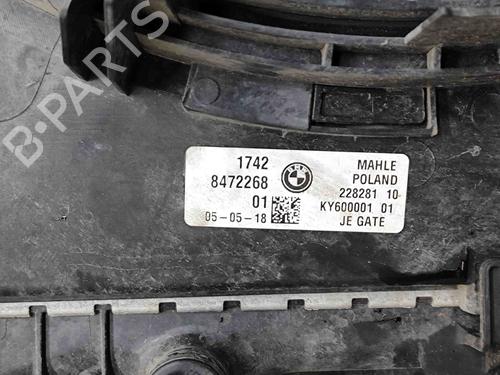 B-PARTS
1742
8472268
01
05-05-18
MAHLE
POLAND
228281 10
KY600001 01
JE GATE